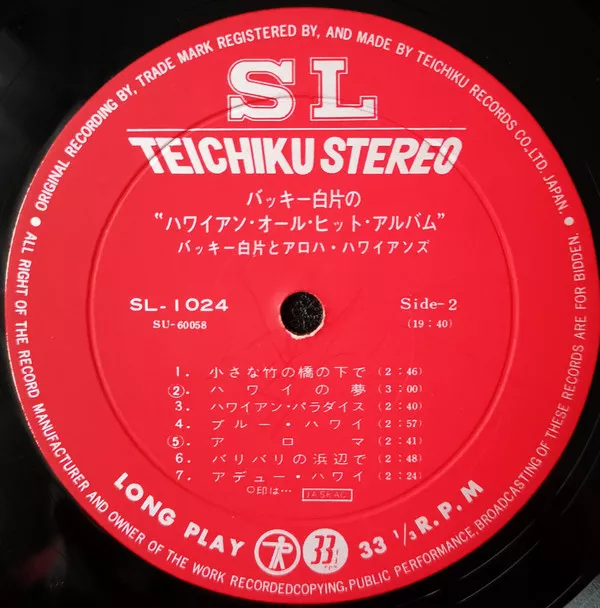 ORIGINAL RECORDING BY, TRADE MARK REGISTERED BY, AND MADE BY TEICHIKU RECORDS CO., LTD. JAPAN.
SL
TEICHIKU STEREO
バッキー白片の
“ハワイアン・オール・ヒット・アルバム”
バッキー白片とアロハ・ハワイアンズ
SL-1024 Side-2
SU-60058 (19:40)
1. 小さな竹の橋の下で (2:46)
②. ハワイの夢 (3:00)
3. ハワイアン・パラダイス (2:40)
4. ブルー・ハワイ (2:57)
⑤. アロマ (2:41)
6. バリバリの浜辺で (2:48)
7. アデュー・ハワイ (2:24)
○印は… JASRAC
LONG PLAY 33 1/3 33 1/3 R.P.M
ALL RIGHT OF THE RECORD MANUFACTURER AND OWNER OF THE WORK RECORDEDCOPYING, PUBLIC PERFORMANCE, BROADCASTING OF THESE RECORDS ARE FOR BIDDEN.